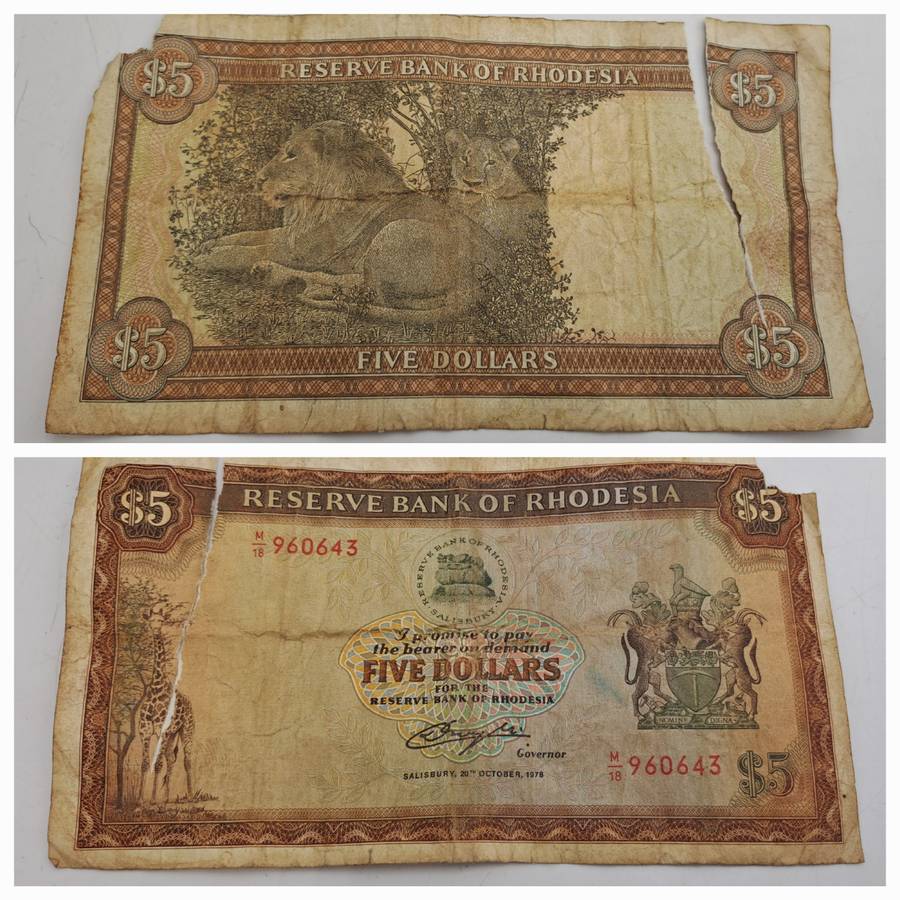 $5
RESERVE BANK OF RHODESIA
$5
$5
FIVE DOLLARS
$5
$5
RESERVE BANK OF RHODESIA
$5
M/18 960643
RESERVE BANK OF RHODESIA
· SALISBURY ·
I promise to pay
the bearer on demand
FIVE DOLLARS
FOR THE
RESERVE BANK OF RHODESIA
Governor
SALISBURY, 20TH OCTOBER, 1978
NOMINE DIGNA
M/18 960643
$5